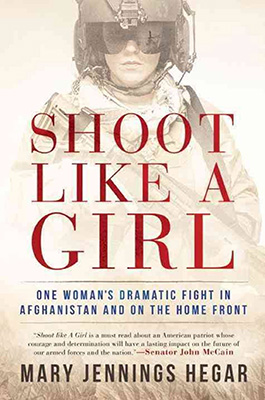 SHOOT
LIKE A
GIRL
ONE WOMAN'S DRAMATIC FIGHT IN
AFGHANISTAN AND ON THE HOME FRONT
"Shoot like A Girl is a must read about an American patriot whose
courage and determination will have a lasting impact on the future of
our armed forces and the nation."—Senator John McCain
MARY JENNINGS HEGAR